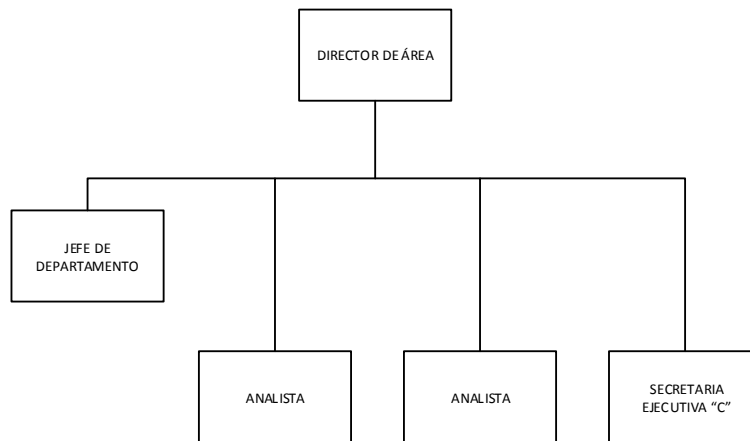 DIRECTOR DE ÁREA
JEFE DE
DEPARTAMENTO
ANALISTA
ANALISTA
SECRETARIA
EJECUTIVA “C”